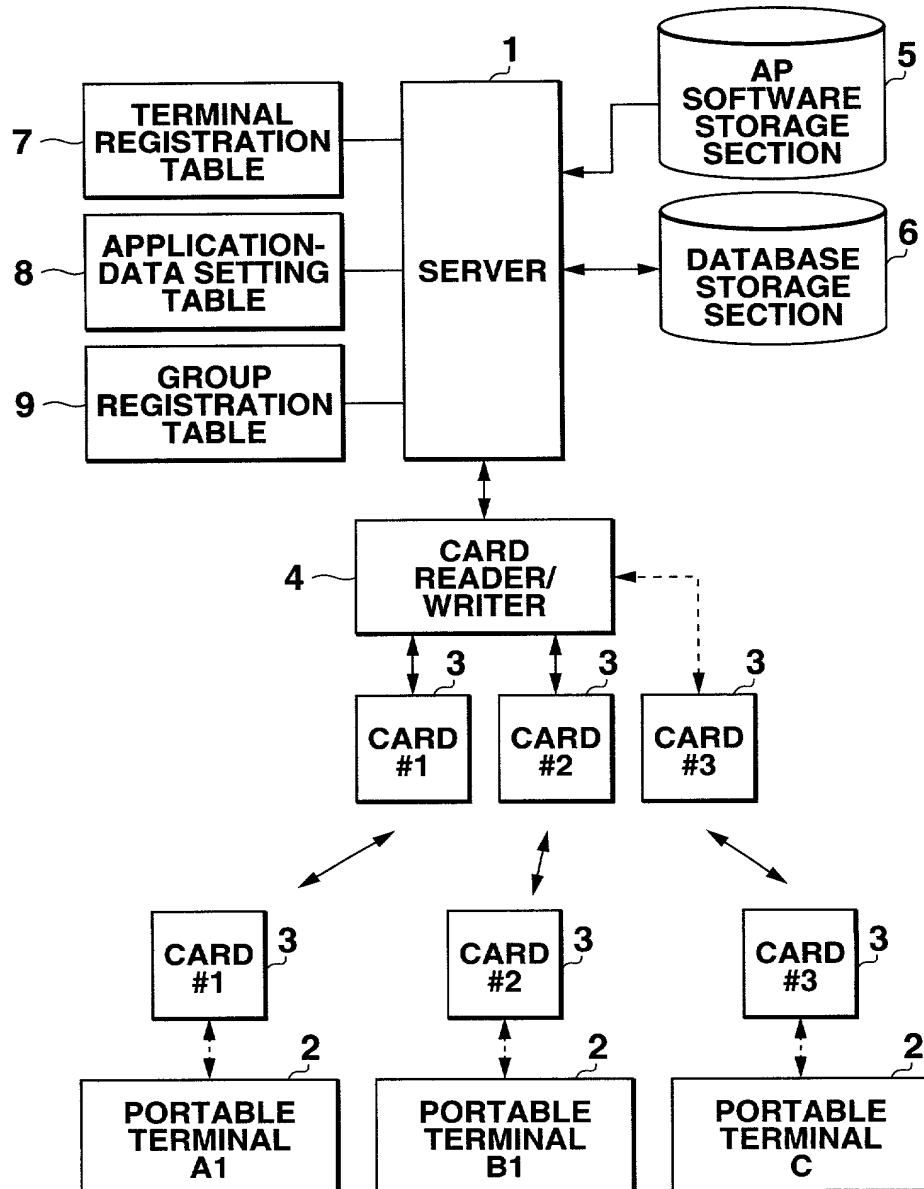 1
AP
SOFTWARE
STORAGE
SECTION
5
7
TERMINAL
REGISTRATION
TABLE
8
APPLICATION-
DATA SETTING
TABLE
SERVER
DATABASE
STORAGE
SECTION
6
9
GROUP
REGISTRATION
TABLE
4
CARD
READER/
WRITER
3
3
3
CARD
#1
CARD
#2
CARD
#3
CARD
#1
3
CARD
#2
3
CARD
#3
3
2
2
2
PORTABLE
TERMINAL
A1
PORTABLE
TERMINAL
B1
PORTABLE
TERMINAL
C